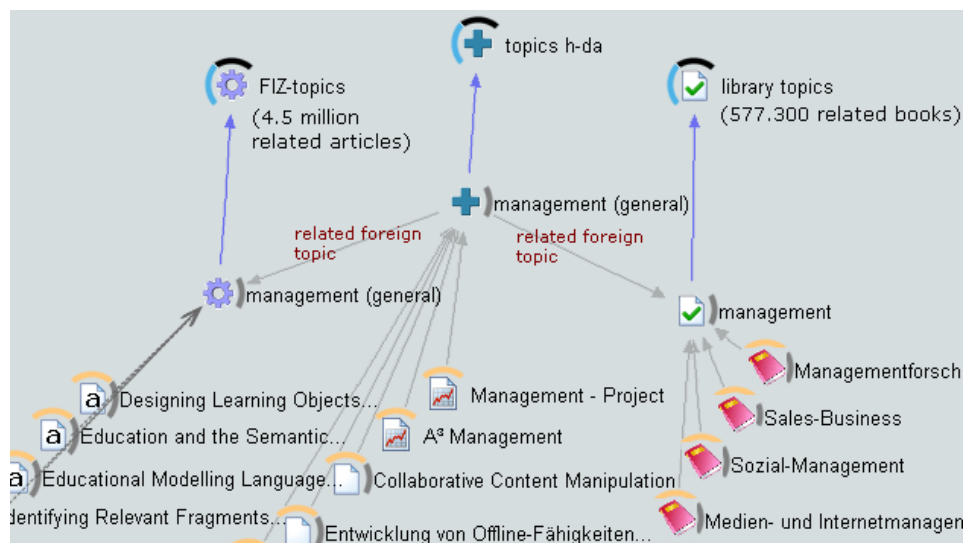 topics h-da
FIZ-topics
(4.5 million
related articles)
library topics
(577.300 related books)
management (general)
related foreign
topic
related foreign
topic
management (general)
management
Managementforsch
Designing Learning Objects...
Management - Project
Sales-Business
Education and the Semantic...
A³ Management
Sozial-Management
Educational Modelling Language...
Collaborative Content Manipulation
dentifying Relevant Fragments...
Entwicklung von Offline-Fähigkeiten...
Medien- und Internetmanagen
a
a
a